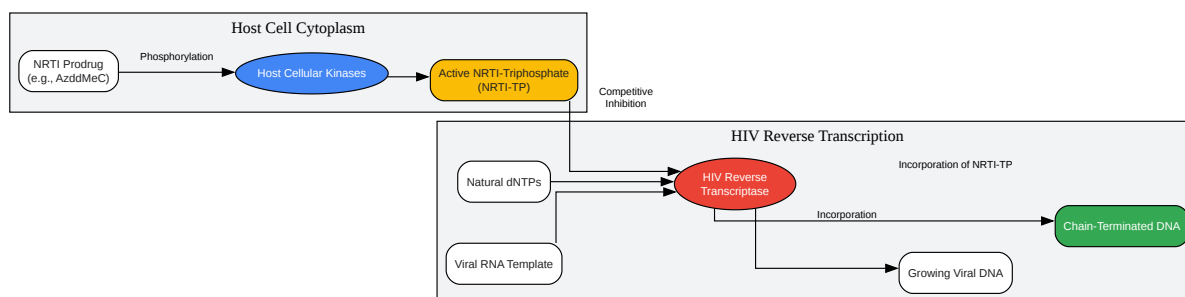 Host Cell Cytoplasm
NRTI Prodrug
(e.g., AzddMeC)
Phosphorylation
Host Cellular Kinases
Active NRTI-Triphosphate
(NRTI-TP)
Competitive
Inhibition
HIV Reverse Transcription
Natural dNTPs
HIV Reverse
Transcriptase
Incorporation of NRTI-TP
Incorporation
Chain-Terminated DNA
Viral RNA Template
Growing Viral DNA